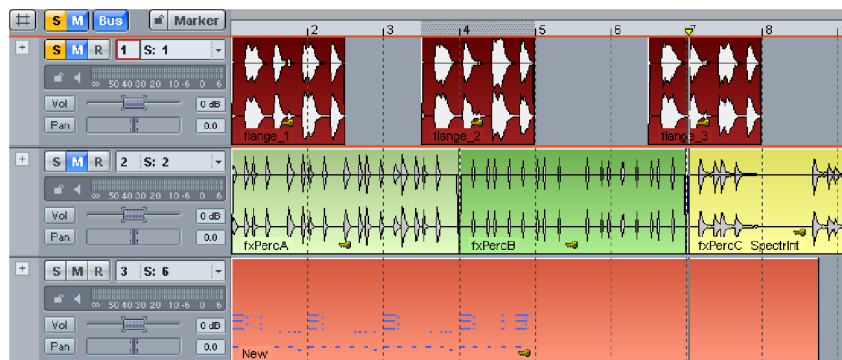 S M Bus Marker
2 3 4 5 6 7 8
S M R 1 S: 1
∞ 50 40 30 20 10 -6 0 6
Vol 0 dB
Pan 0.0
flange_1 flange_2 flange_3
S M R 2 S: 2
∞ 50 40 30 20 10 -6 0 6
Vol 0 dB
Pan 0.0
fxPercA fxPercB fxPercC_SpectrInt
S M R 3 S: 6
∞ 50 40 30 20 10 -6 0 6
Vol 0 dB
Pan 0.0
New